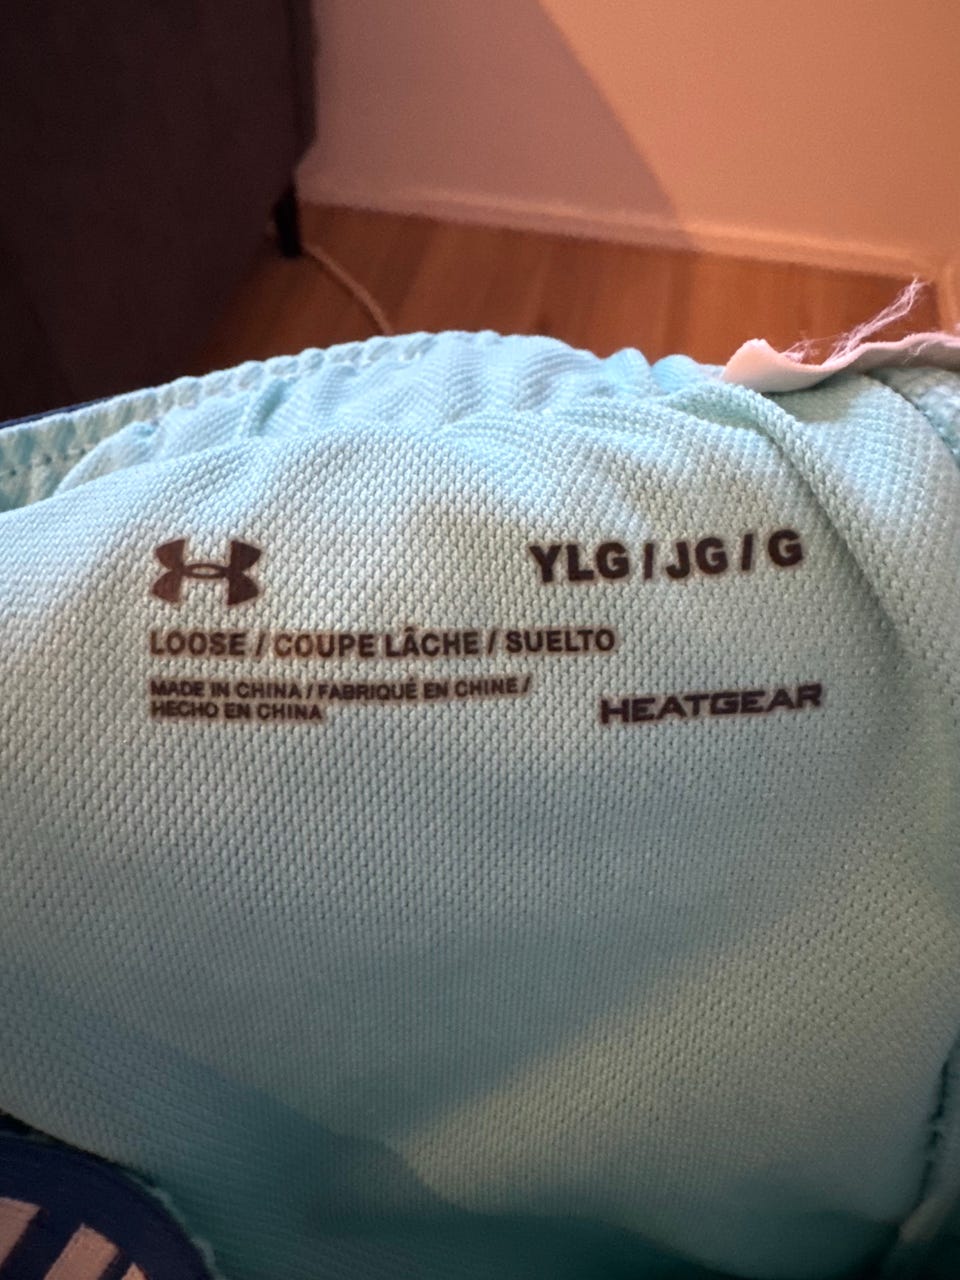 YLG / JG / G
LOOSE / COUPE LÂCHE / SUELTO
MADE IN CHINA / FABRIQUÉ EN CHINE /
HECHO EN CHINA
HEATGEAR